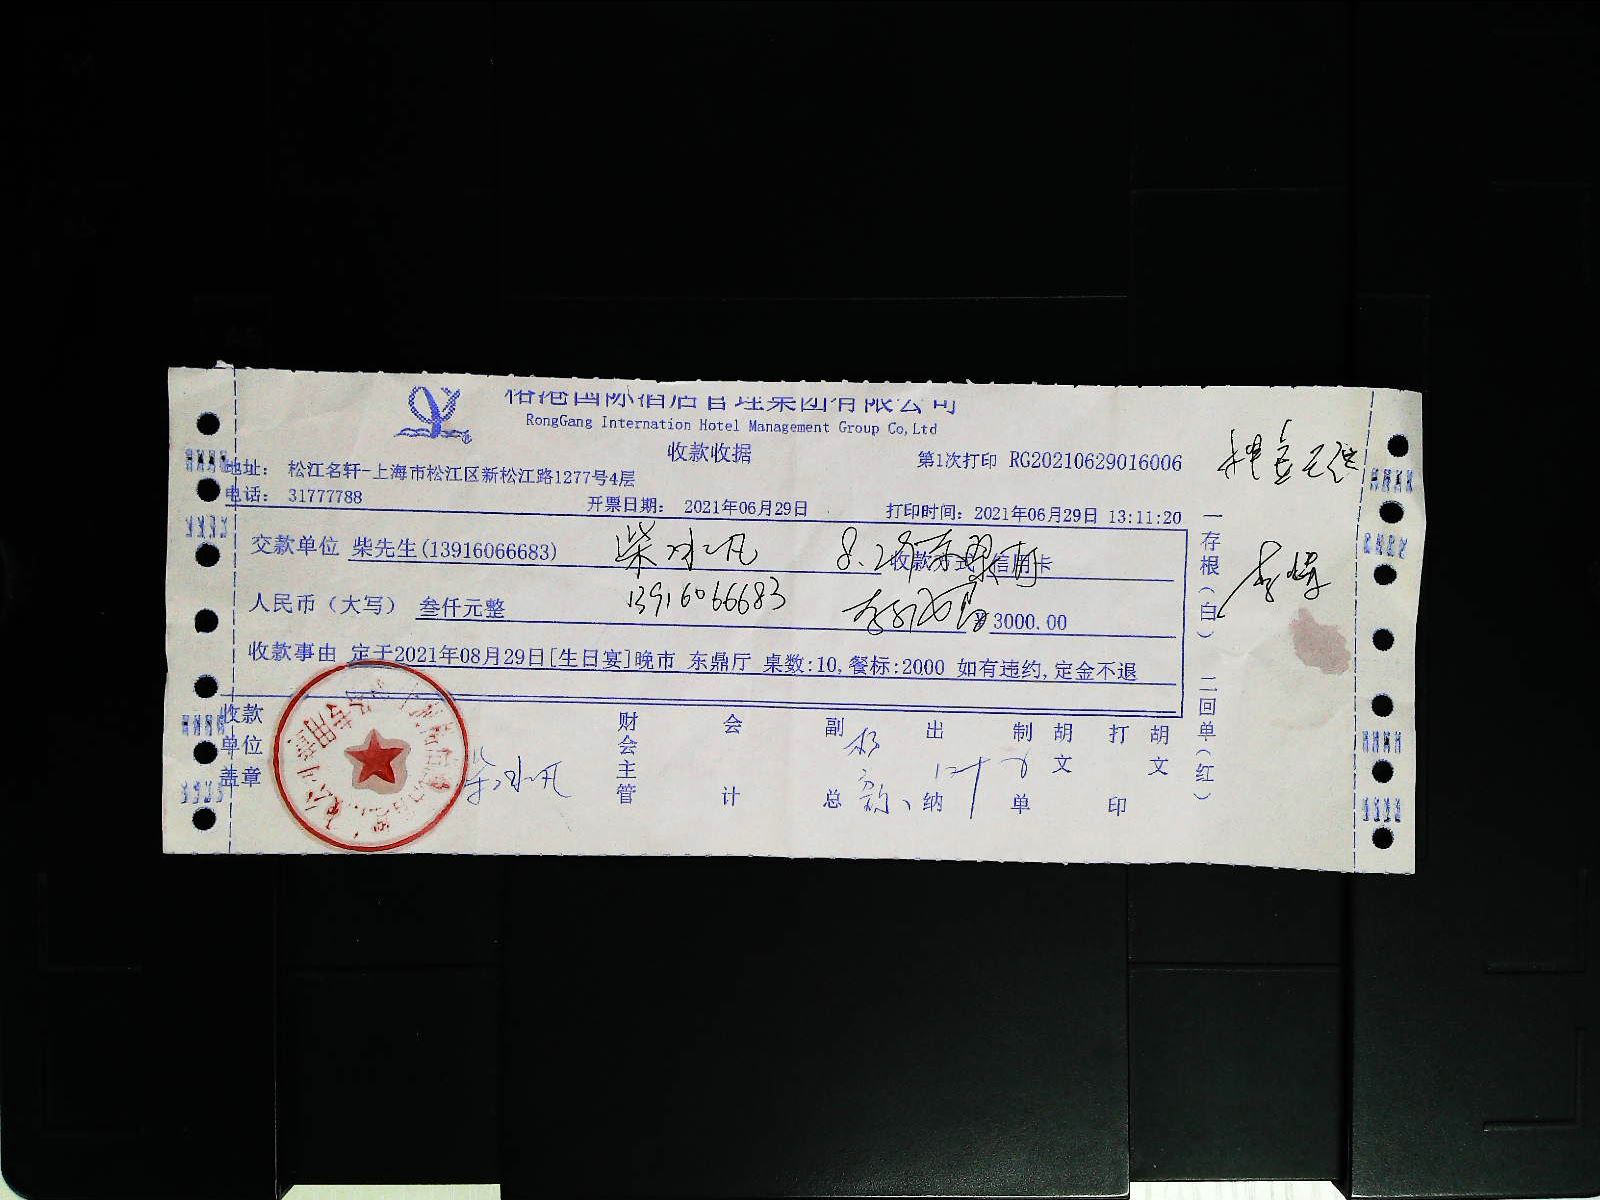 榕港国际酒店管理集团有限公司
RongGang Internation Hotel Management Group Co,Ltd
收款收据
第1次打印 RG20210629016006
地址： 松江名轩-上海市松江区新松江路1277号4层
电话： 31777788
开票日期： 2021年06月29日
打印时间：2021年06月29日 13:11:20
交款单位 柴先生(13916066683)
柴冰凡
8.29
收款方式 信用卡
人民币（大写） 叁仟元整
13916066683
¥3000.00
收款事由 定于2021年08月29日[生日宴]晚市 东鼎厅 桌数:10,餐标:2000 如有违约,定金不退
收款单位盖章
柴冰凡
财会主管
会计
副总
出纳
制单
胡文
打印
胡文
一存根(白) 二回单(红)